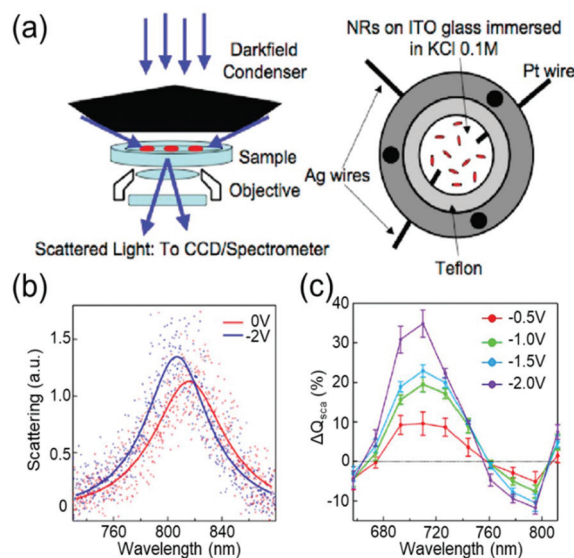 (a)
Darkfield
Condenser
Sample
Objective
Scattered Light: To CCD/Spectrometer
NRs on ITO glass immersed
in KCl 0.1M
Pt wire
Ag wires
Teflon
(b)
1.5
1.0
0.5
0
Scattering (a.u.)
0V
-2V
760
800
840
Wavelength (nm)
(c)
40
30
20
10
0
-10
ΔQsca (%)
-0.5V
-1.0V
-1.5V
-2.0V
680
720
760
800
Wavelength (nm)